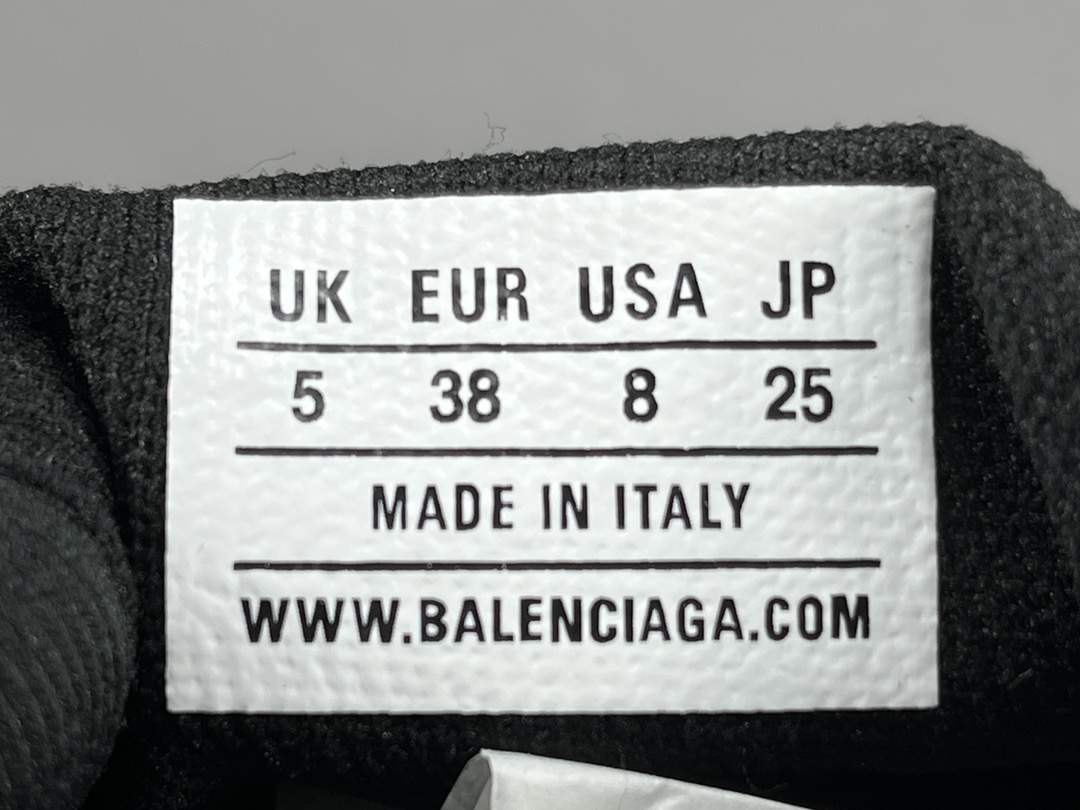 UK EUR USA JP
5 38 8 25
MADE IN ITALY
WWW.BALENCIAGA.COM